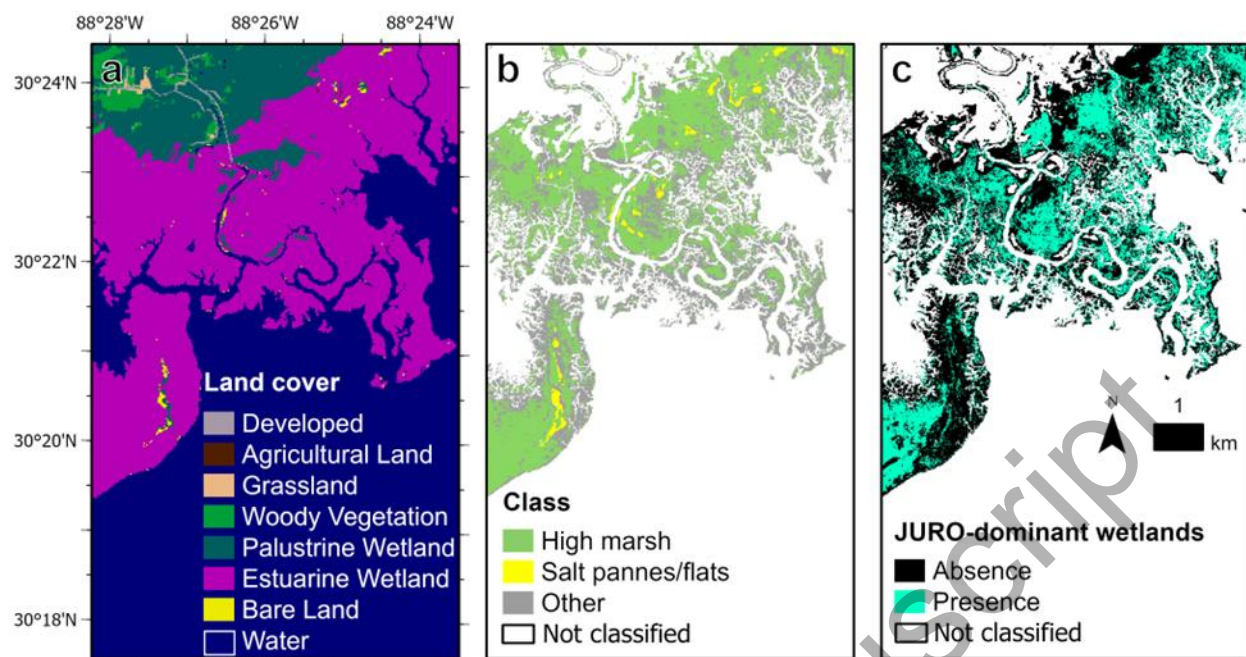 88°28'W 88°26'W 88°24'W
a
b
c
30°24'N
30°22'N
30°20'N
30°18'N
Land cover
Developed
Agricultural Land
Grassland
Woody Vegetation
Palustrine Wetland
Estuarine Wetland
Bare Land
Water
Class
High marsh
Salt pannes/flats
Other
Not classified
N
1
km
JURO-dominant wetlands
Absence
Presence
Not classified
script